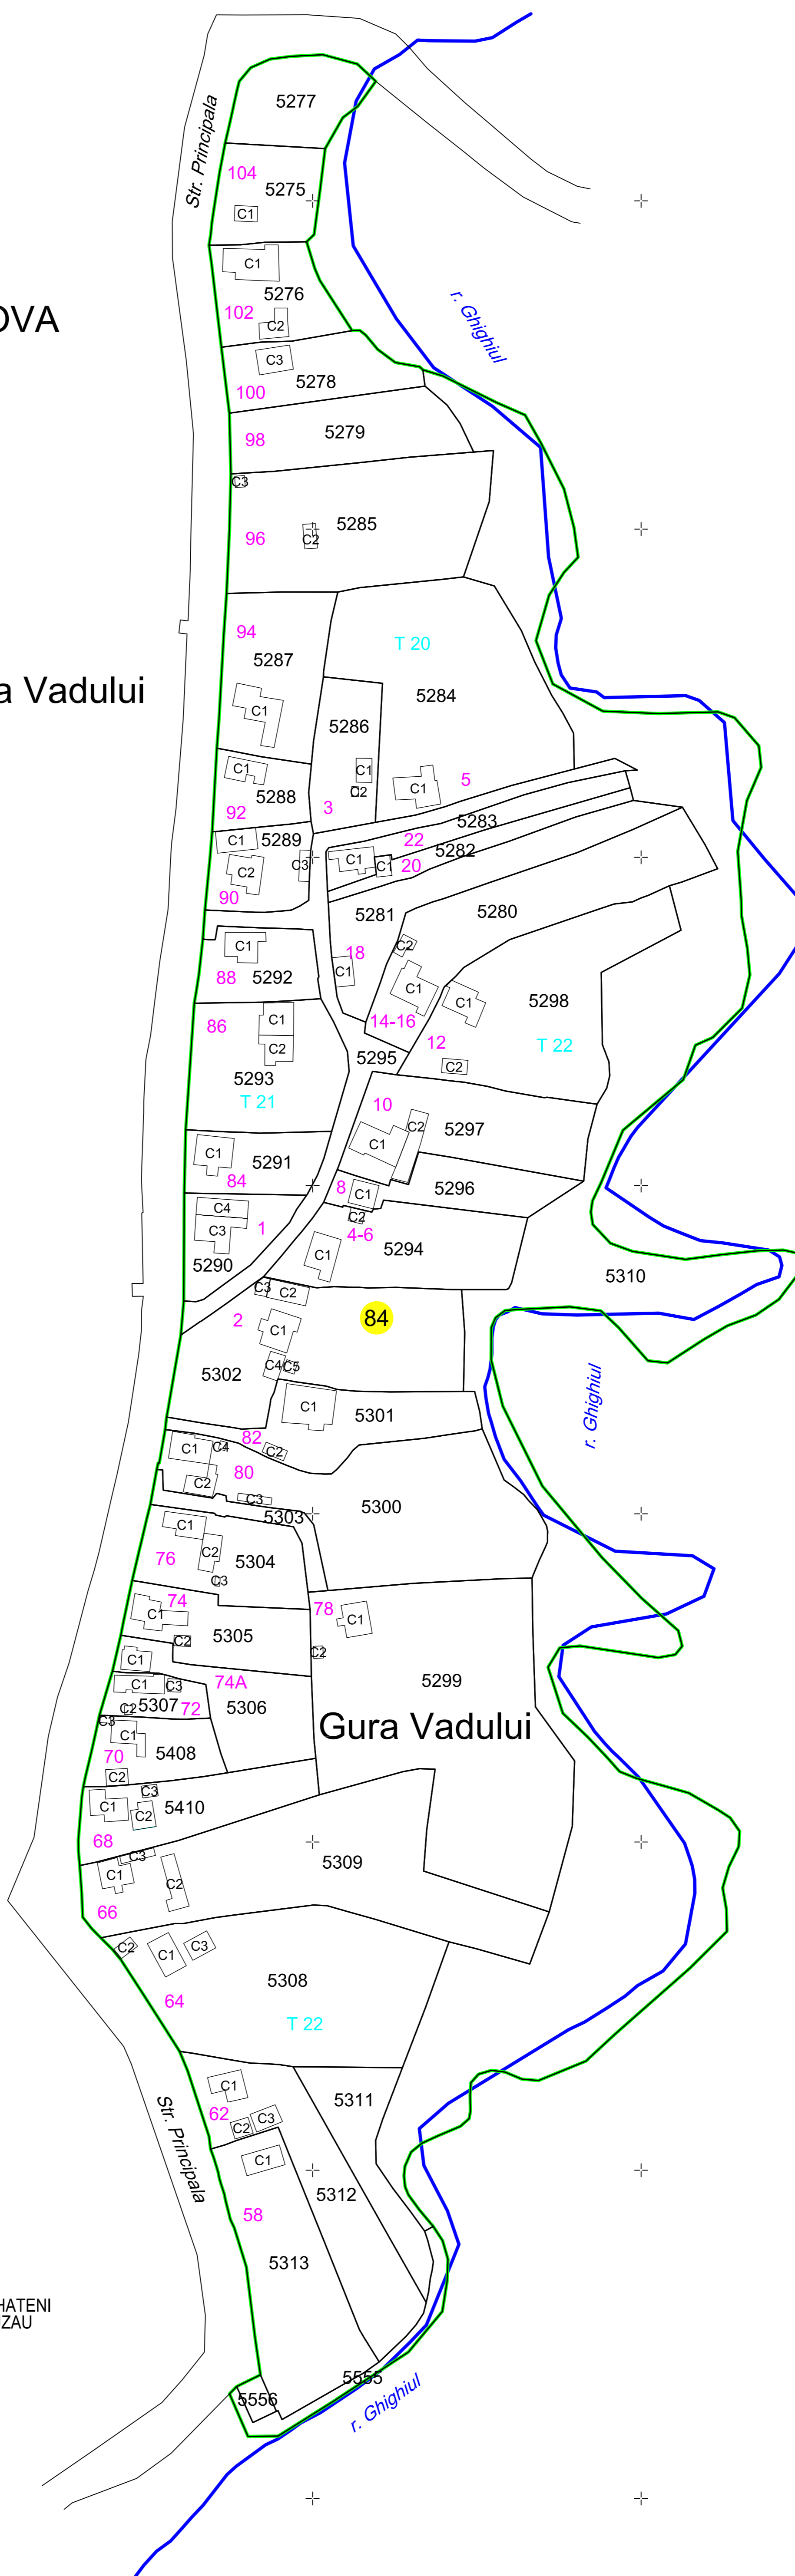 5277
Str. Principala
104
5275
C1
C1
5276
OVA
102
C2
r. Ghighiul
C3
5278
100
5279
98
C3
5285
96
C2
94
T 20
5287
a Vadului
5284
C1
5286
C1
C1
5
C1
5288
C2
3
92
5283
C1
5289
22
5282
C3
C1
C1
20
C2
90
5281
5280
C1
C2
18
C1
88
5292
C1
C1
5298
86
C1
14-16
12
T 22
C2
5295
C2
5293
T 21
10
C2
5297
C1
C1
5291
84
8
C1
5296
C4
C2
C3
1
4-6
5294
C1
5290
5310
C3
C2
2
C1
84
C4
C5
5302
C1
5301
r. Ghighiul
82
C1
C4
C2
80
C2
C3
5300
5303
C1
C2
76
5304
C3
74
78
C1
C1
5305
C2
C2
C1
74A
5299
C1
C3
C2
5307
72
5306
C3
C1
Gura Vadului
70
5408
C2
C3
C1
5410
C2
68
C3
5309
C1
C2
66
C2
C1
C3
5308
64
T 22
C1
5311
Str. Principala
62
C3
C2
C1
5312
58
5313
HATENI
ZAU
5555
5556
r. Ghighiul